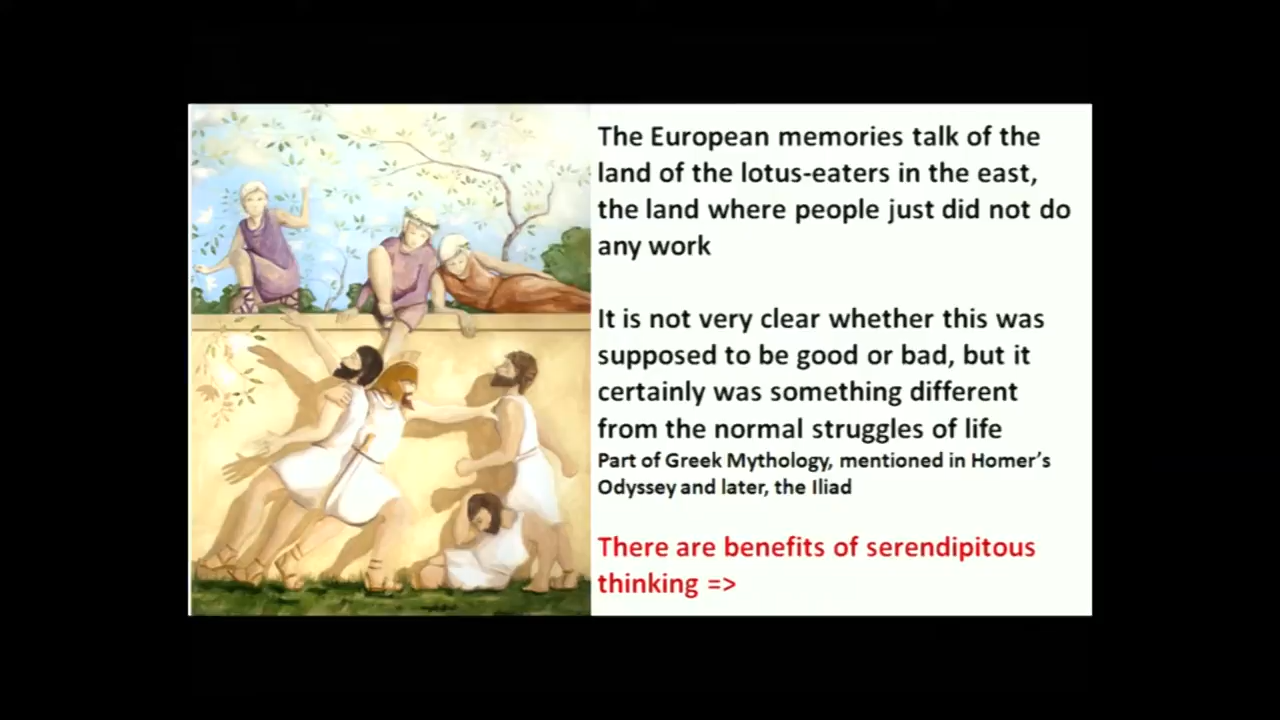 The European memories talk of the
land of the lotus-eaters in the east,
the land where people just did not do
any work
It is not very clear whether this was
supposed to be good or bad, but it
certainly was something different
from the normal struggles of life
Part of Greek Mythology, mentioned in Homer's
Odyssey and later, the Iliad
There are benefits of serendipitous
thinking =>